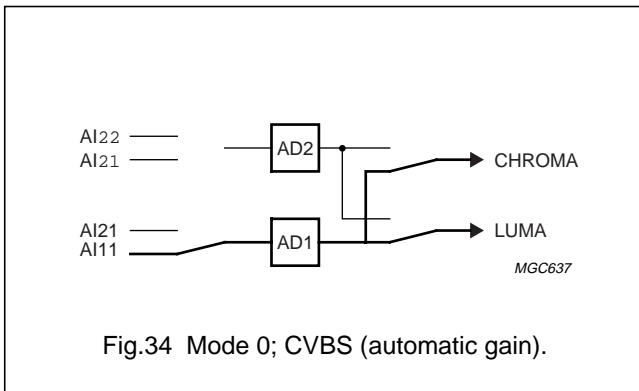 AI22
AI21
AD2
CHROMA
AI21
AI11
AD1
LUMA
MGC637
Fig.34 Mode 0; CVBS (automatic gain).